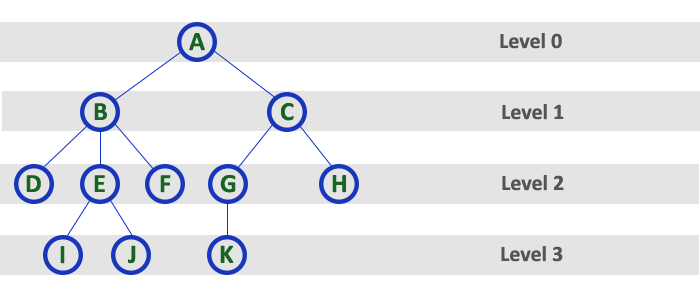 A Level 0
B C Level 1
D E F G H Level 2
I J K Level 3